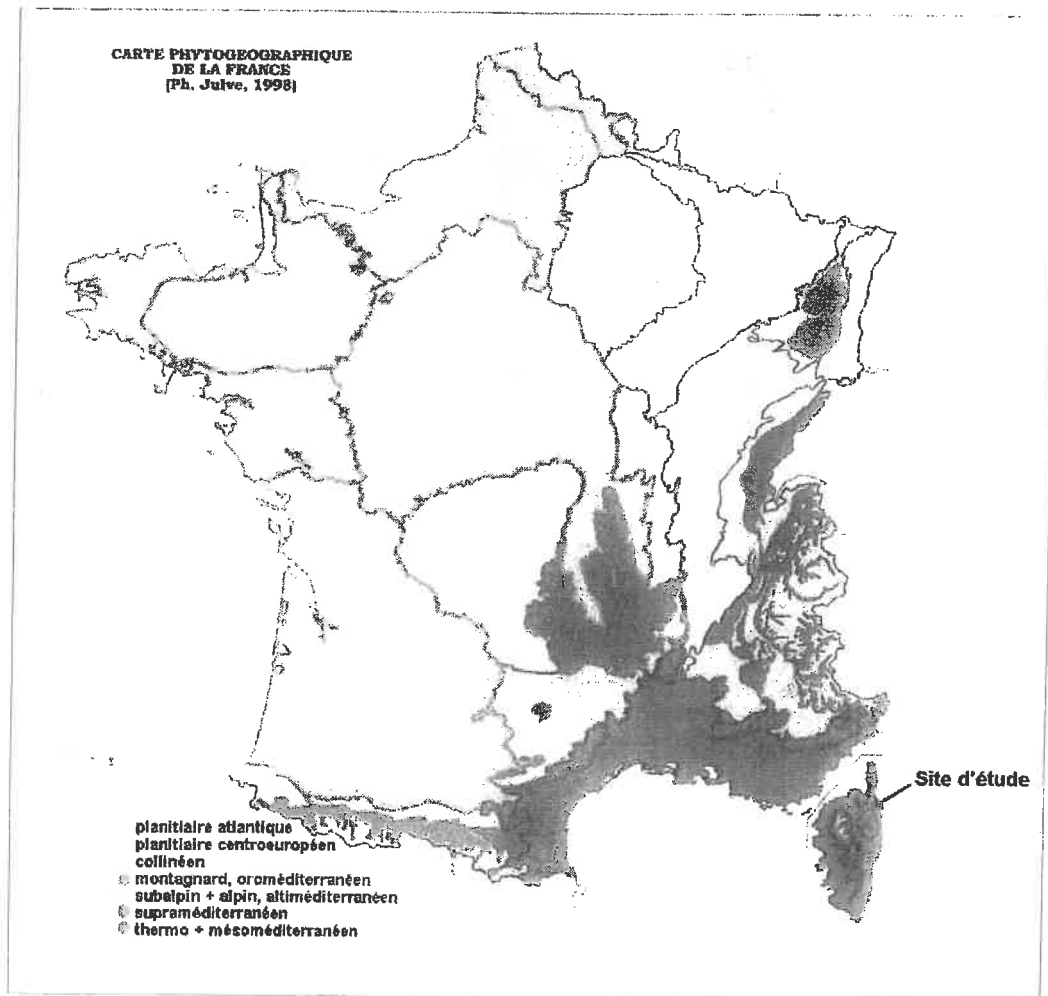 CARTE PHYTOGEOGRAPHIQUE
DE LA FRANCE
[Ph. Julve, 1998]
Site d'étude
planitiaire atlantique
planitiaire centroeuropéen
collinéen
montagnard, oroméditerranéen
subalpin + alpin, altiméditerranéen
supraméditerranéen
thermo + mésoméditerranéen